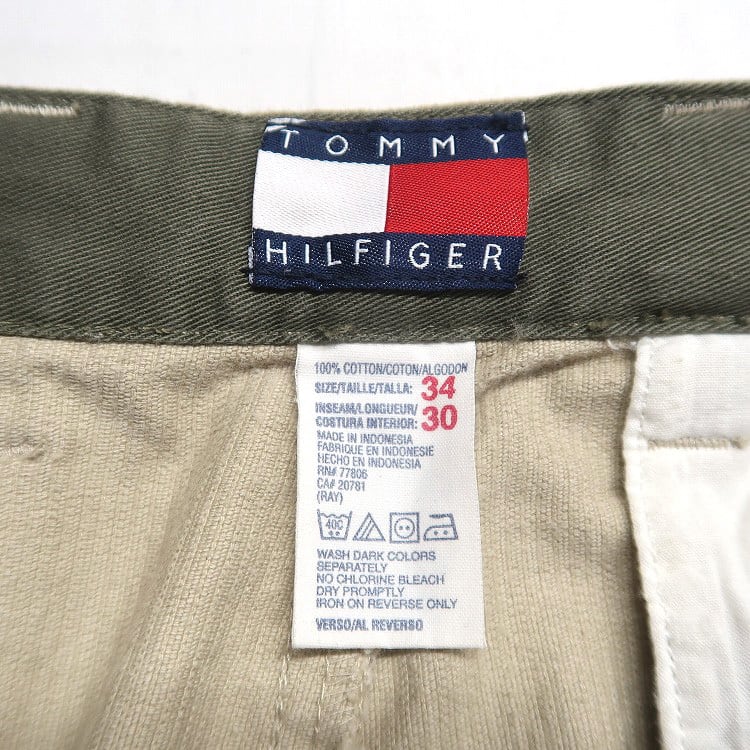 TOMMY
HILFIGER
100% COTTON/COTON/ALGODON
SIZE/TAILLE/TALLA: 34
INSEAM/LONGUEUR/
COSTURA INTERIOR: 30
MADE IN INDONESIA
FABRIQUE EN INDONESIE
HECHO EN INDONESIA
RN# 77806
CA# 20781
(RAY)
40C
WASH DARK COLORS
SEPARATELY
NO CHLORINE BLEACH
DRY PROMPTLY
IRON ON REVERSE ONLY
VERSO/AL REVERSO